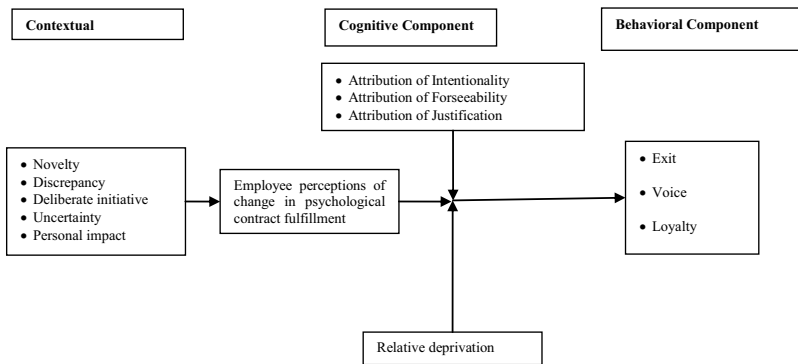 Contextual
Cognitive Component
Behavioral Component
• Attribution of Intentionality
• Attribution of Forseeability
• Attribution of Justification
• Novelty
• Discrepancy
• Deliberate initiative
• Uncertainty
• Personal impact
Employee perceptions of
change in psychological
contract fulfillment
• Exit
• Voice
• Loyalty
Relative deprivation